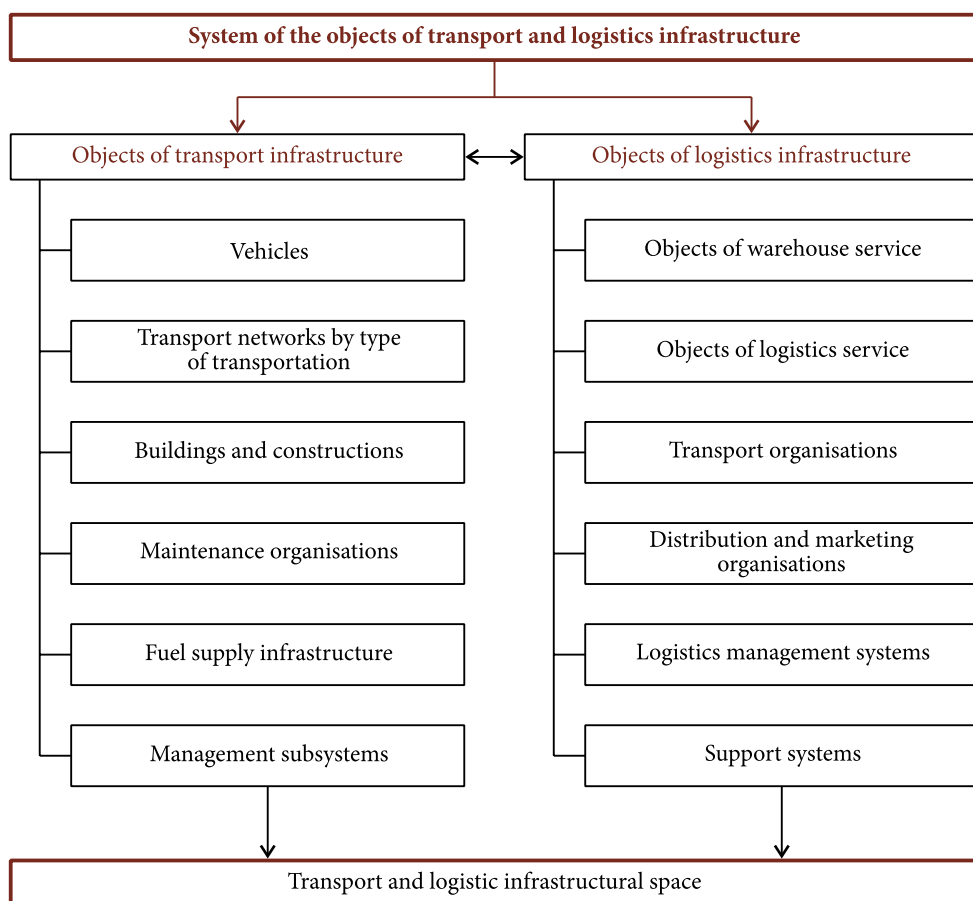 System of the objects of transport and logistics infrastructure
Objects of transport infrastructure
Objects of logistics infrastructure
Vehicles
Transport networks by type
of transportation
Buildings and constructions
Maintenance organisations
Fuel supply infrastructure
Management subsystems
Objects of warehouse service
Objects of logistics service
Transport organisations
Distribution and marketing
organisations
Logistics management systems
Support systems
Transport and logistic infrastructural space